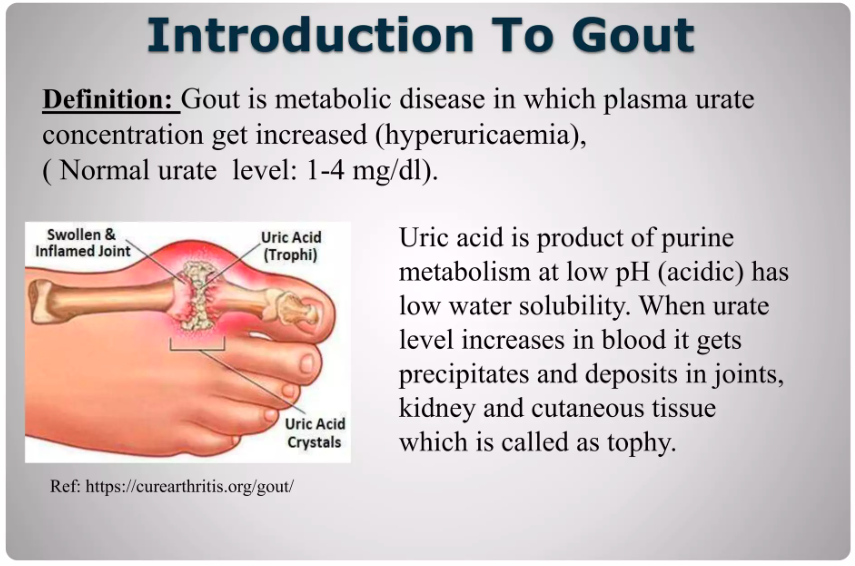 Introduction To Gout
Definition: Gout is metabolic disease in which plasma urate
concentration get increased (hyperuricaemia),
( Normal urate level: 1-4 mg/dl).
Swollen &
Inflamed Joint
Uric Acid
(Trophi)
Uric Acid
Crystals
Uric acid is product of purine
metabolism at low pH (acidic) has
low water solubility. When urate
level increases in blood it gets
precipitates and deposits in joints,
kidney and cutaneous tissue
which is called as tophy.
Ref: https://curearthritis.org/gout/